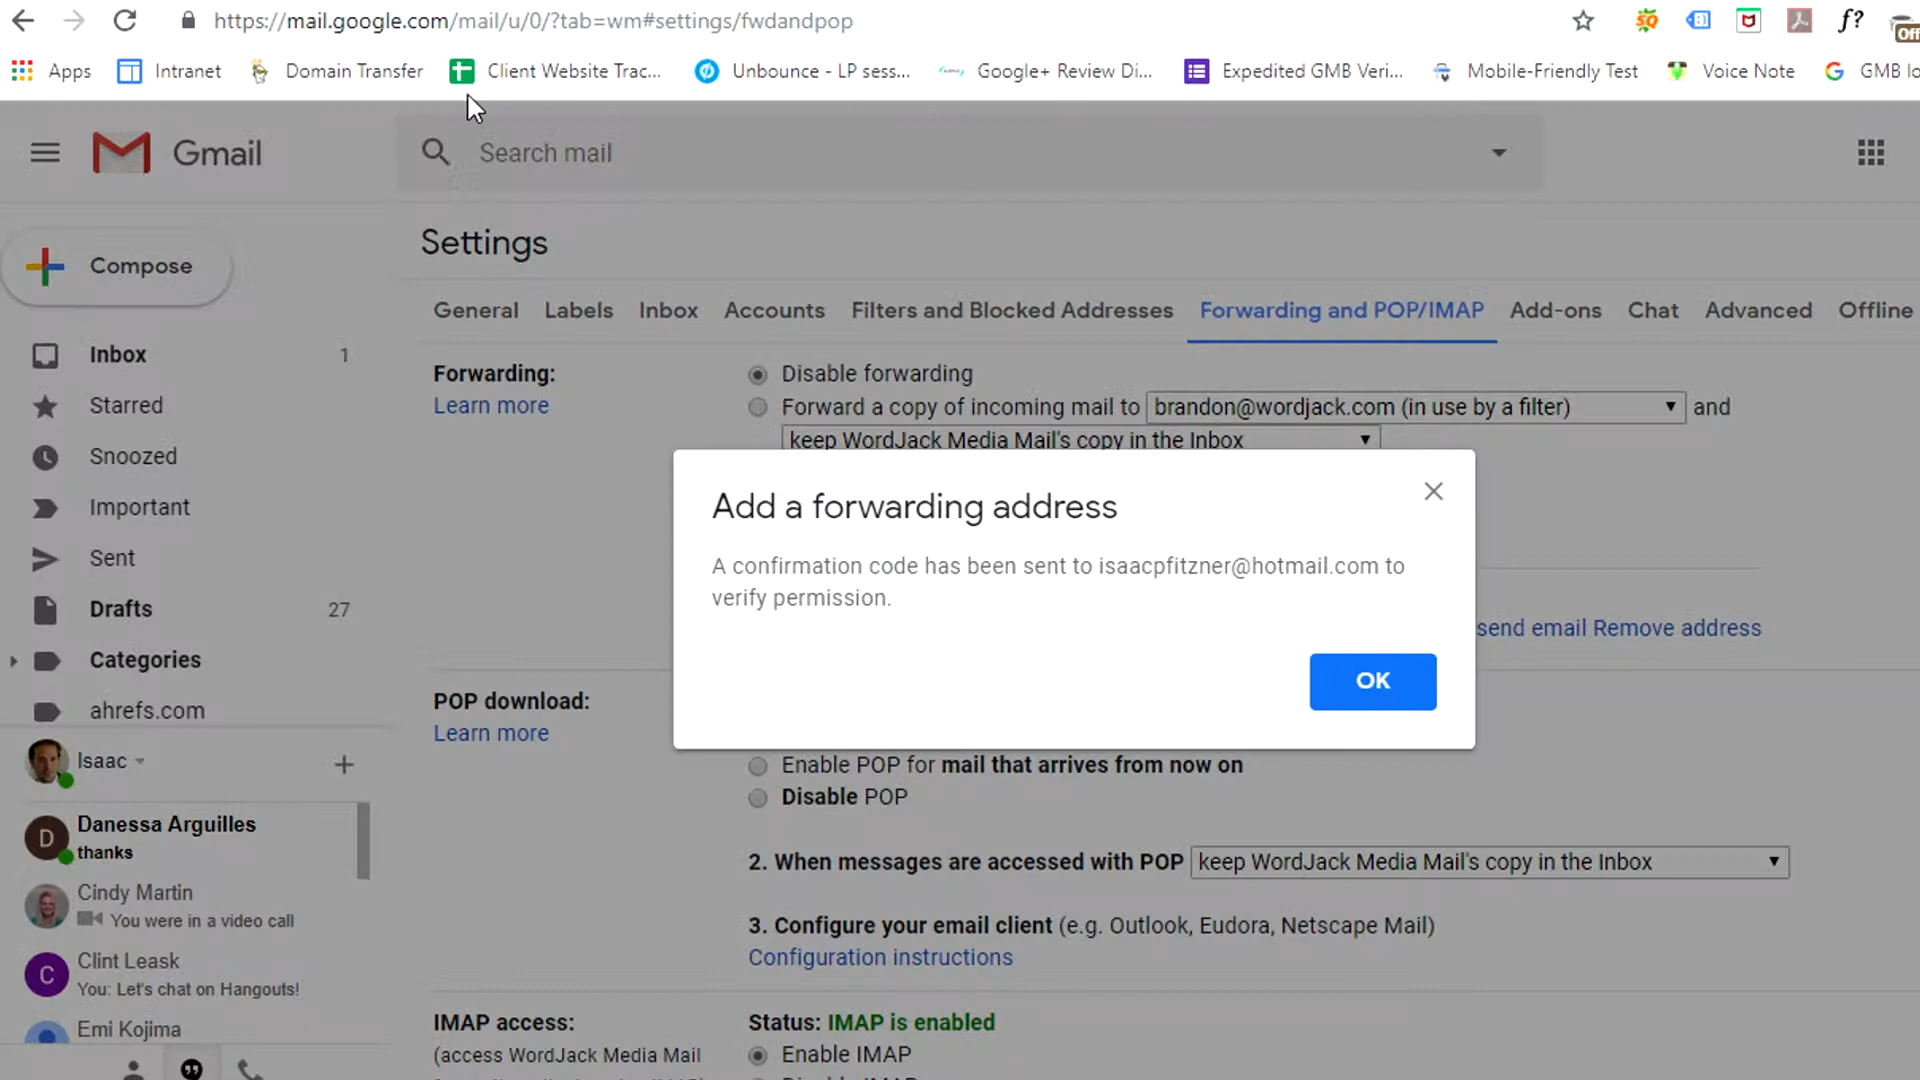 https://mail.google.com/mail/u/0/?tab=wm#settings/fwdandpop
f?
Off
Apps
Intranet
Domain Transfer
Client Website Trac...
Unbounce - LP sess...
Google+ Review Di...
Expedited GMB Veri...
Mobile-Friendly Test
Voice Note
Gmail
Search mail
Settings
Compose
General Labels Inbox Accounts Filters and Blocked Addresses Forwarding and POP/IMAP Add-ons Chat Advanced Offline
Inbox 1
Starred
Snoozed
Important
Sent
Drafts 27
Categories
ahrefs.com
Isaac
Danessa Arguilles
thanks
Cindy Martin
You were in a video call
Clint Leask
You: Let's chat on Hangouts!
Emi Kojima
Forwarding:
Learn more
Disable forwarding
Forward a copy of incoming mail to brandon@wordjack.com (in use by a filter) and
keep WordJack Media Mail's copy in the Inbox
Add a forwarding address
A confirmation code has been sent to isaacpfitzner@hotmail.com to
verify permission.
OK
send email Remove address
POP download:
Learn more
Enable POP for mail that arrives from now on
Disable POP
2. When messages are accessed with POP keep WordJack Media Mail's copy in the Inbox
3. Configure your email client (e.g. Outlook, Eudora, Netscape Mail)
Configuration instructions
IMAP access:
(access WordJack Media Mail
Status: IMAP is enabled
Enable IMAP